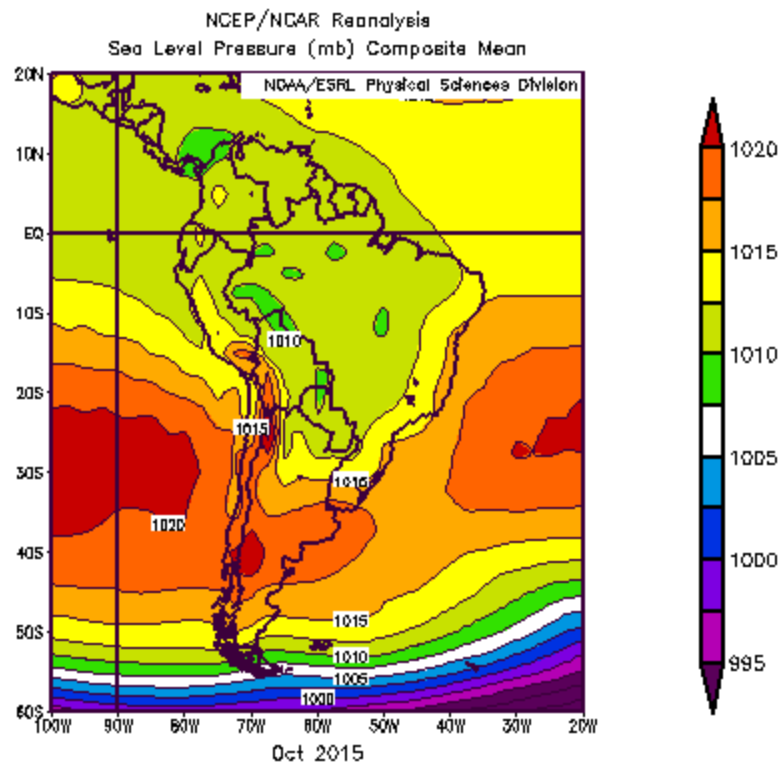 NCEP/NCAR Reanalysis
Sea Level Pressure (mb) Composite Mean
NOAA/ESRL Physical Sciences Division
20N
10N
EQ
10S
20S
30S
40S
50S
60S
1010
1015
1015
1020
1015
1010
1005
1000
100W 90W 80W 70W 60W 50W 40W 30W 20W
Oct 2015
1020
1015
1010
1005
1000
995